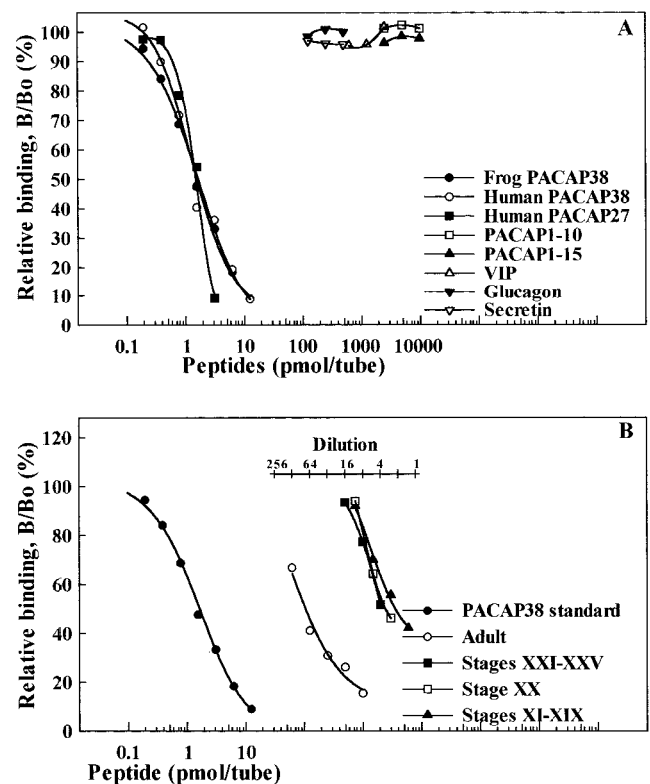 A
Relative binding, B/Bo (%)
100
90
80
70
60
50
40
30
20
10
0
Frog PACAP38
Human PACAP38
Human PACAP27
PACAP1-10
PACAP1-15
VIP
Glucagon
Secretin
0.1 1 10 100 1000 10000
Peptides (pmol/tube)
B
Relative binding, B/Bo (%)
120
100
80
60
40
20
0
Dilution
256 64 16 4 1
PACAP38 standard
Adult
Stages XXI-XXV
Stage XX
Stages XI-XIX
0.1 1 10
Peptide (pmol/tube)